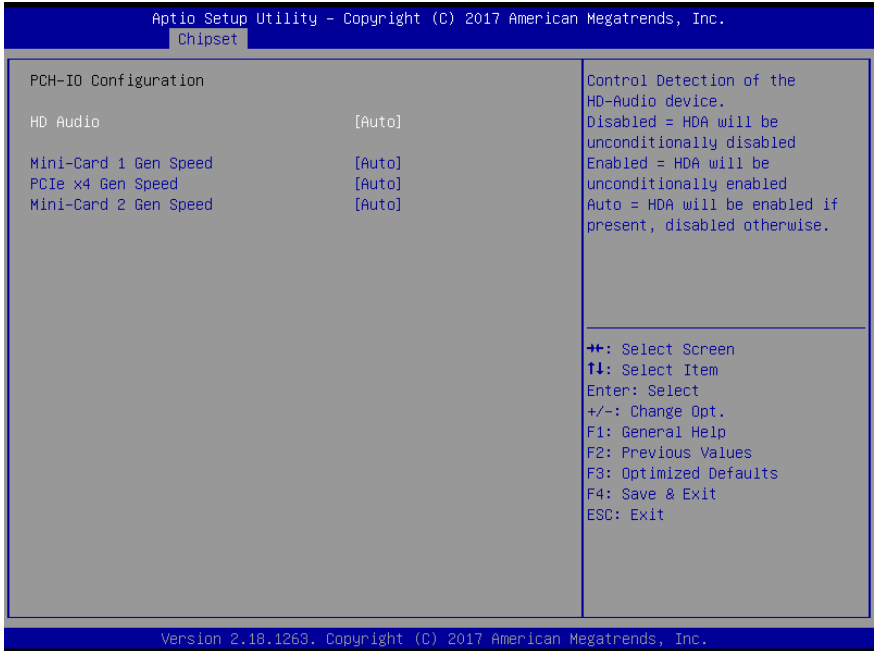 Aptio Setup Utility – Copyright (C) 2017 American Megatrends, Inc.
Chipset
PCH-IO Configuration
HD Audio [Auto]
Mini-Card 1 Gen Speed [Auto]
PCIe x4 Gen Speed [Auto]
Mini-Card 2 Gen Speed [Auto]
Control Detection of the
HD-Audio device.
Disabled = HDA will be
unconditionally disabled
Enabled = HDA will be
unconditionally enabled
Auto = HDA will be enabled if
present, disabled otherwise.
→←: Select Screen
↑↓: Select Item
Enter: Select
+/-: Change Opt.
F1: General Help
F2: Previous Values
F3: Optimized Defaults
F4: Save & Exit
ESC: Exit
Version 2.18.1263. Copyright (C) 2017 American Megatrends, Inc.